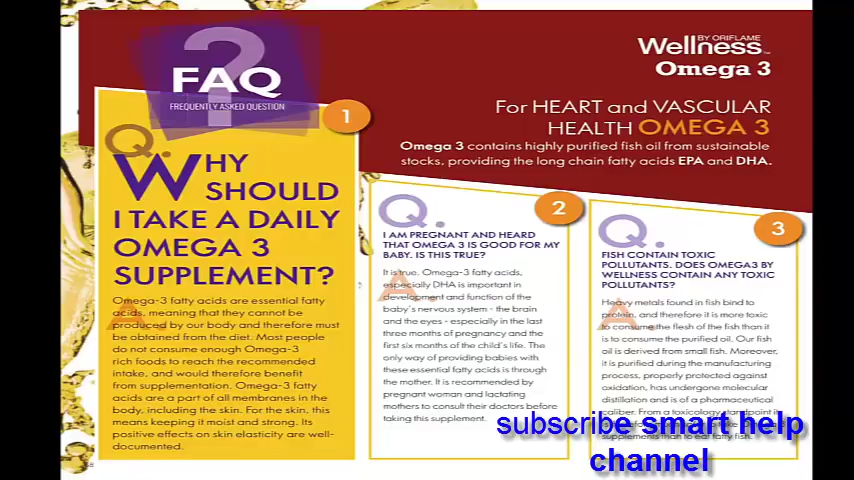 ?
FAQ
FREQUENTLY ASKED QUESTION
Wellness
BY ORIFLAME
Omega 3
For HEART and VASCULAR
HEALTH OMEGA 3
Omega 3 contains highly purified fish oil from sustainable
stocks, providing the long chain fatty acids EPA and DHA.
1
Q.
WHY
SHOULD
I TAKE A DAILY
OMEGA 3
SUPPLEMENT?
A.
Omega-3 fatty acids are essential fatty
acids, meaning that they cannot be
produced by our body and therefore must
be obtained from the diet. Most people
do not consume enough Omega-3
rich foods to reach the recommended
intake, and would therefore benefit
from supplementation. Omega-3 fatty
acids are a part of all membranes in the
body, including the skin. For the skin, this
means keeping it moist and strong. Its
positive effects on skin elasticity are well-
documented.
2
Q.
I AM PREGNANT AND HEARD
THAT OMEGA 3 IS GOOD FOR MY
BABY. IS THIS TRUE?
A.
It is true. Omega-3 fatty acids,
especially DHA is important in
development and function of the
baby's nervous system - the brain
and the eyes - especially in the last
three months of pregnancy and the
first six months of the child's life. The
only way of providing babies with
these essential fatty acids is through
the mother. It is recommended by
pregnant woman and lactating
mothers to consult their doctors before
taking this supplement.
3
Q.
FISH CONTAIN TOXIC
POLLUTANTS. DOES OMEGA3 BY
WELLNESS CONTAIN ANY TOXIC
POLLUTANTS?
A.
Heavy metals found in fish bind to
protein, and therefore it is more toxic
to consume the flesh of the fish than it
is to consume the purified oil. Our fish
oil is derived from small fish. Moreover,
it is purified during the manufacturing
process, properly protected against
oxidation, has undergone molecular
distillation and is of a pharmaceutical
caliber. From a toxicology standpoint it
supplements than to eat fatty fish.
subscribe smart help
channel